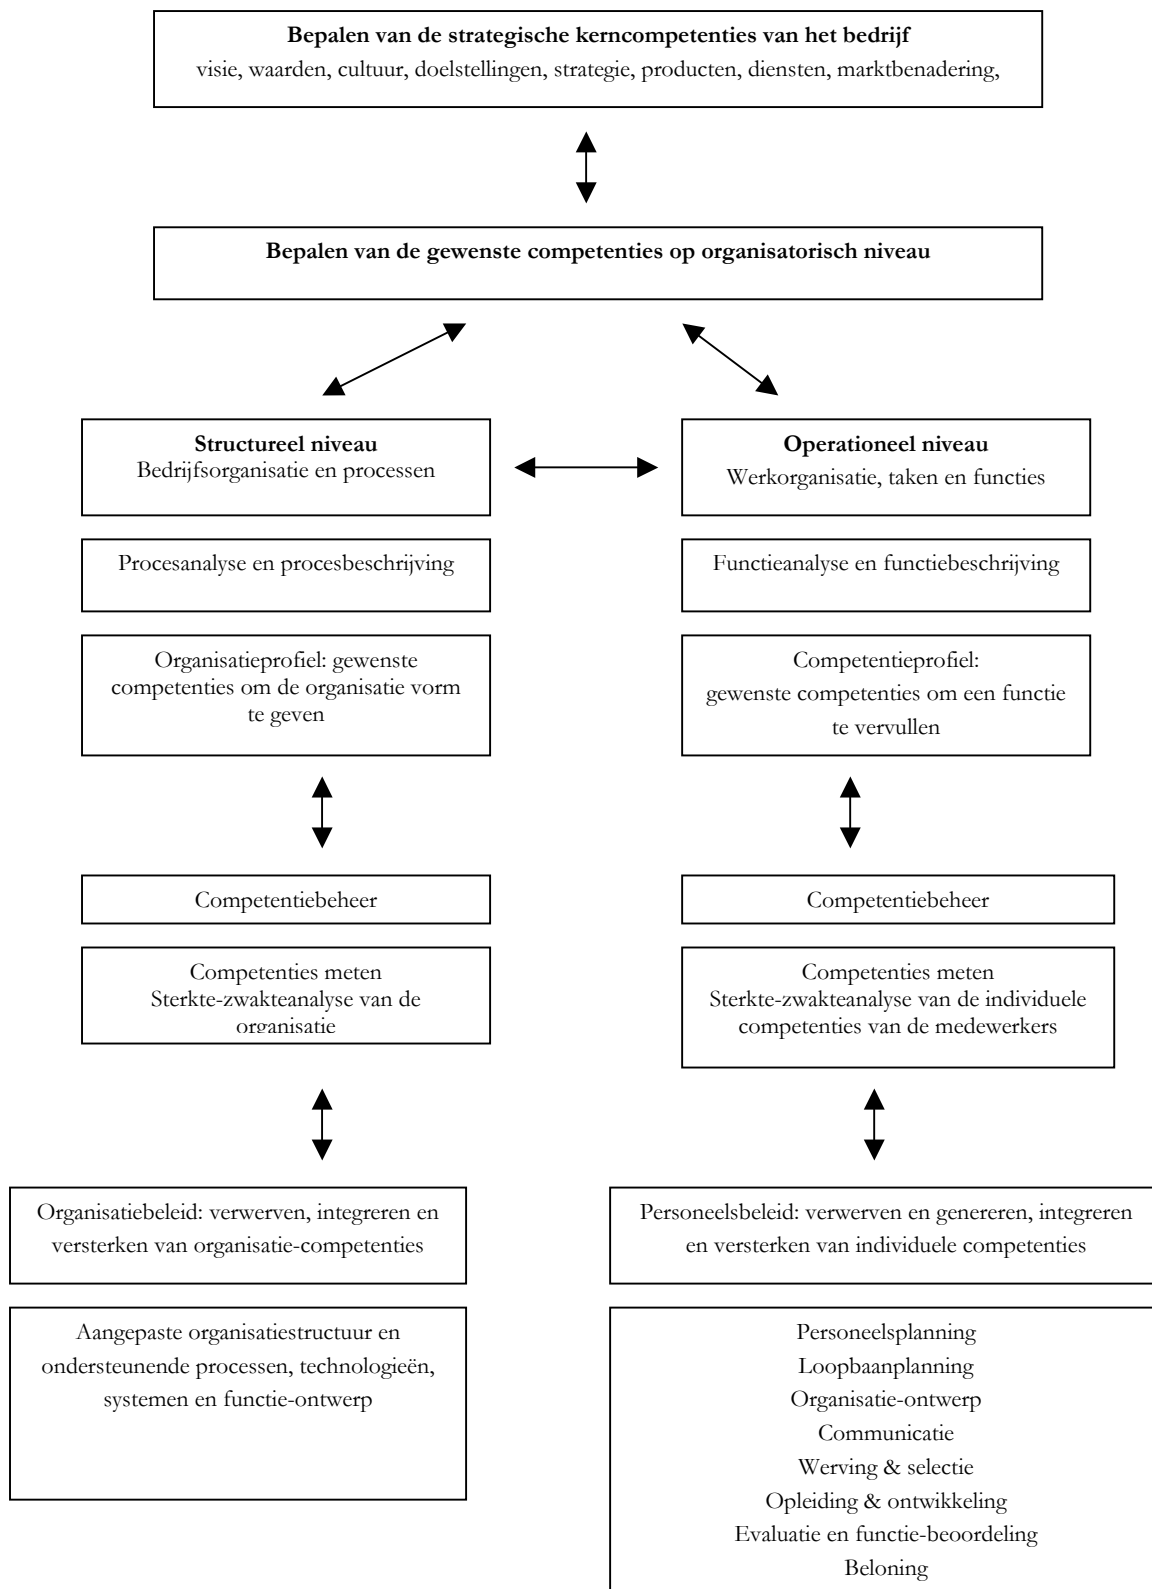 Bepalen van de strategische kerncompetenties van het bedrijf
visie, waarden, cultuur, doelstellingen, strategie, producten, diensten, marktbenadering,
Bepalen van de gewenste competenties op organisatorisch niveau
Structureel niveau
Bedrijfsorganisatie en processen
Operationeel niveau
Werkorganisatie, taken en functies
Procesanalyse en procesbeschrijving
Functieanalyse en functiebeschrijving
Organisatieprofiel: gewenste
competenties om de organisatie vorm
te geven
Competentieprofiel:
gewenste competenties om een functie
te vervullen
Competentiebeheer
Competentiebeheer
Competenties meten
Sterkte-zwakteanalyse van de
organisatie
Competenties meten
Sterkte-zwakteanalyse van de individuele
competenties van de medewerkers
Organisatiebeleid: verwerven, integreren en
versterken van organisatie-competenties
Personeelsbeleid: verwerven en genereren, integreren
en versterken van individuele competenties
Aangepaste organisatiestructuur en
ondersteunende processen, technologieën,
systemen en functie-ontwerp
Personeelsplanning
Loopbaanplanning
Organisatie-ontwerp
Communicatie
Werving & selectie
Opleiding & ontwikkeling
Evaluatie en functie-beoordeling
Beloning